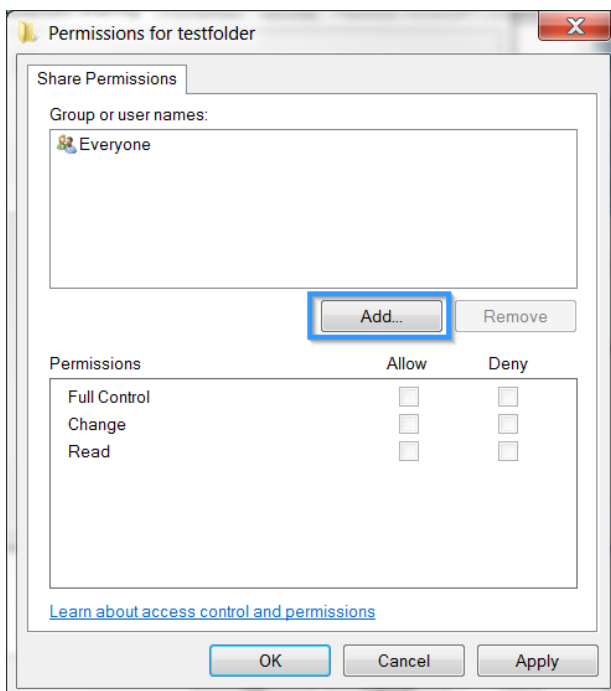 Permissions for testfolder
Share Permissions
Group or user names:
Everyone
Add...
Remove
Permissions Allow Deny
Full Control
Change
Read
Learn about access control and permissions
OK Cancel Apply